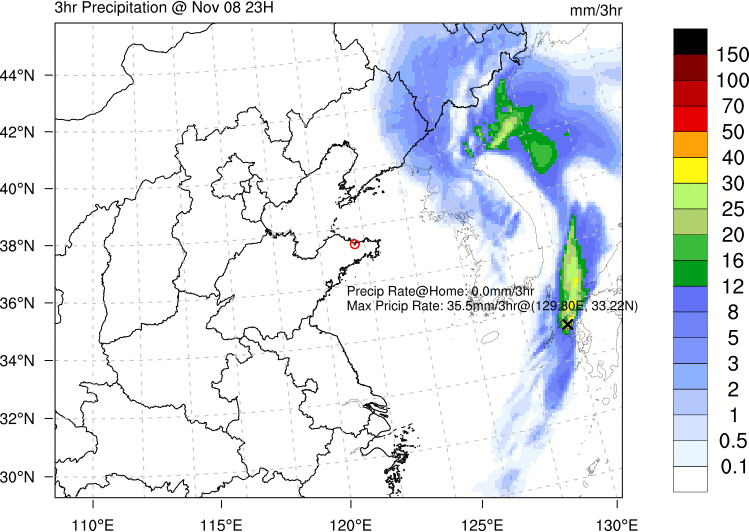 3hr Precipitation @ Nov 08 23H
mm/3hr
44°N
42°N
40°N
38°N
36°N
34°N
32°N
30°N
110°E
115°E
120°E
125°E
130°E
Precip Rate@Home: 0.0mm/3hr
Max Pricip Rate: 35.5mm/3hr@(129.80E, 33.22N)
150
100
70
50
40
30
25
20
16
12
8
5
3
2
1
0.5
0.1